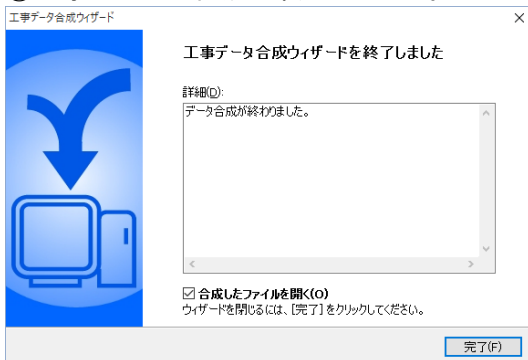 工事データ合成ウィザード
工事データ合成ウィザードを終了しました
詳細(D):
データ合成が終わりました。
合成したファイルを開く(O)
ウィザードを閉じるには、[完了]をクリックしてください。
完了(F)